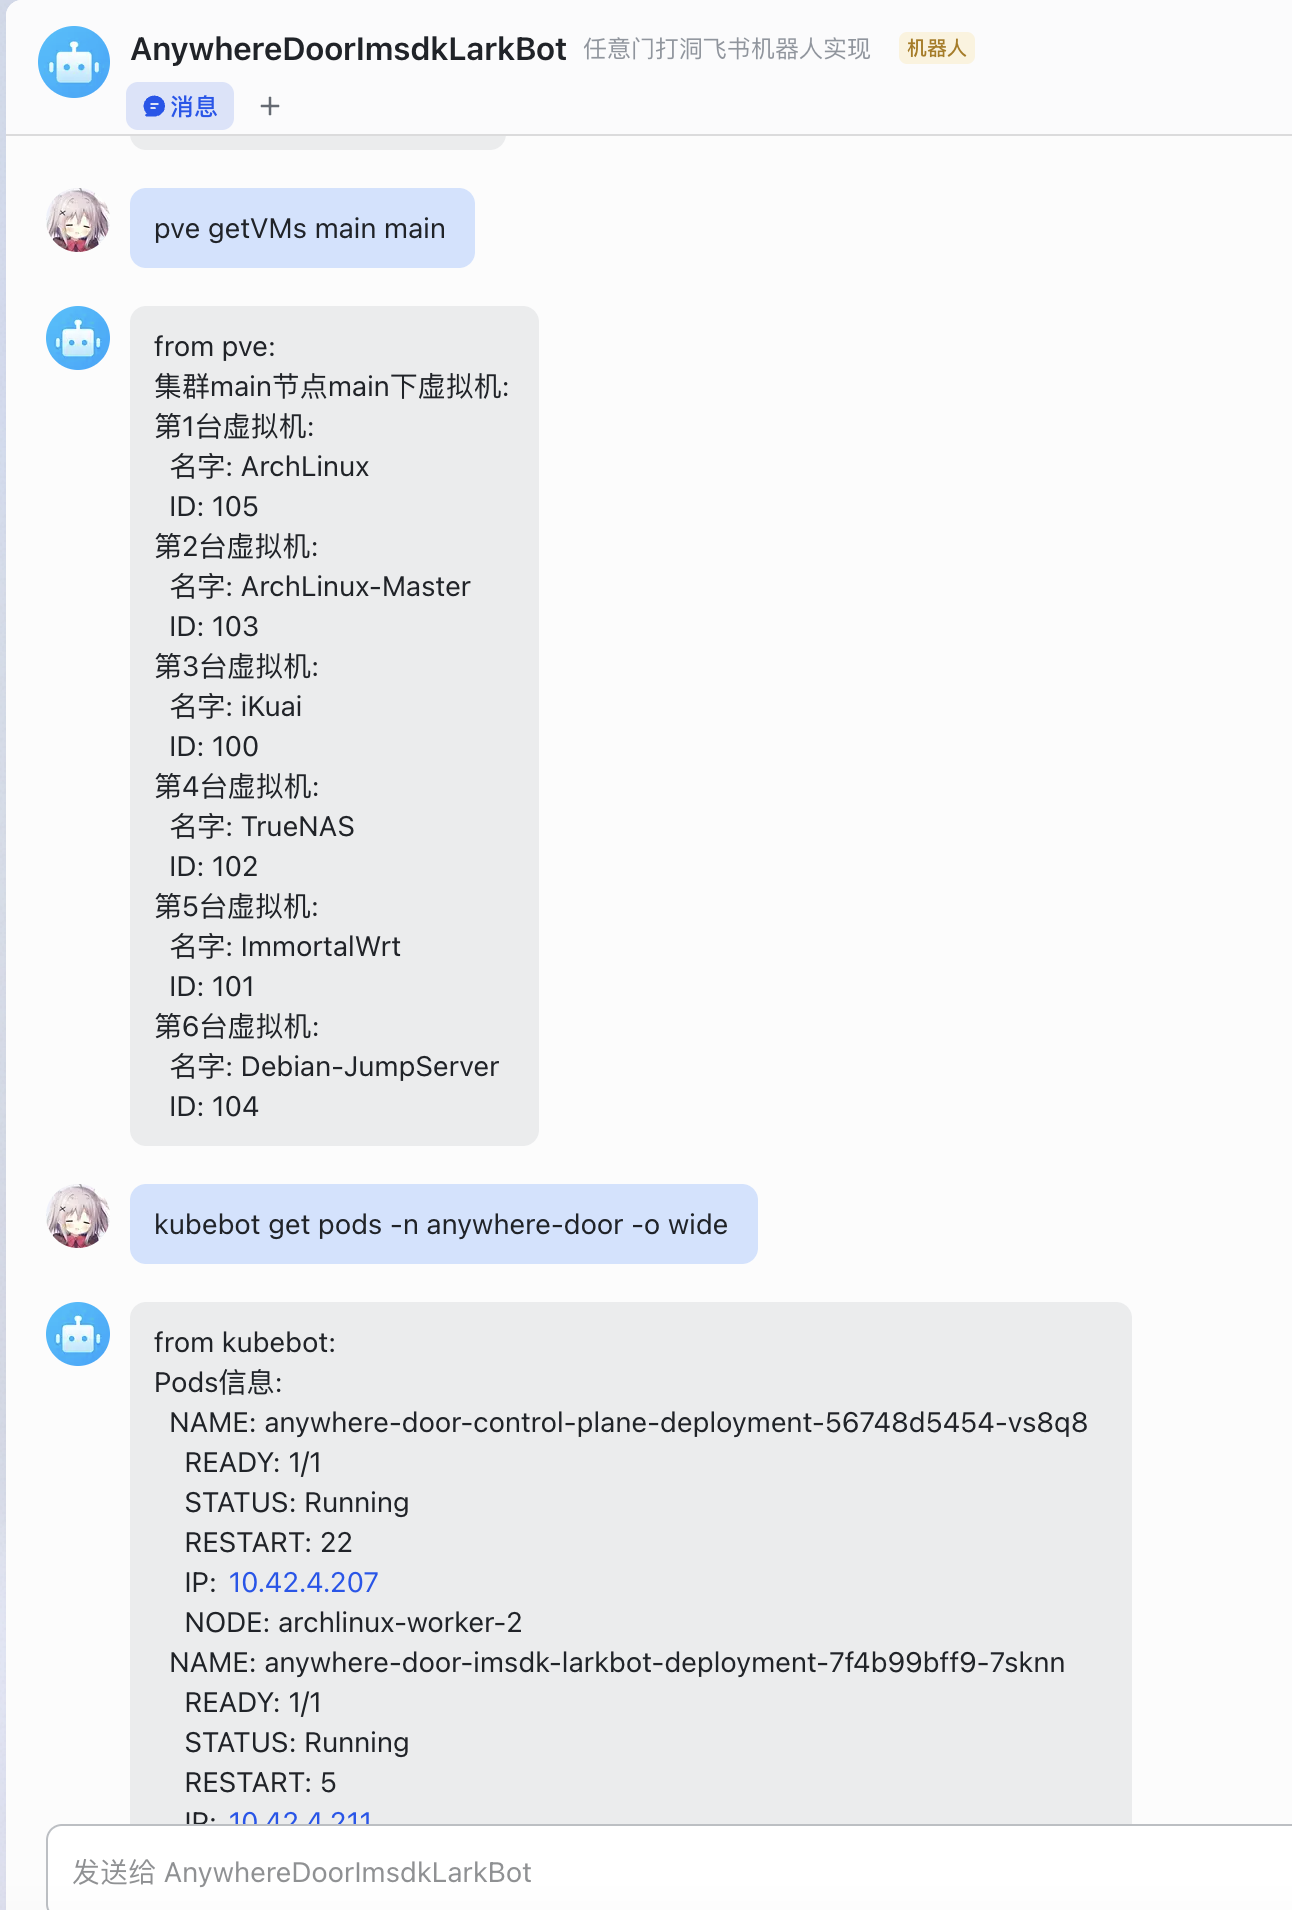 AnywhereDoorImsdkLarkBot 任意门打洞飞书机器人实现 机器人
消息 +
pve getVMs main main
from pve:
集群main节点main下虚拟机:
第1台虚拟机:
名字: ArchLinux
ID: 105
第2台虚拟机:
名字: ArchLinux-Master
ID: 103
第3台虚拟机:
名字: iKuai
ID: 100
第4台虚拟机:
名字: TrueNAS
ID: 102
第5台虚拟机:
名字: ImmortalWrt
ID: 101
第6台虚拟机:
名字: Debian-JumpServer
ID: 104
kubebot get pods -n anywhere-door -o wide
from kubebot:
Pods信息:
NAME: anywhere-door-control-plane-deployment-56748d5454-vs8q8
READY: 1/1
STATUS: Running
RESTART: 22
IP: 10.42.4.207
NODE: archlinux-worker-2
NAME: anywhere-door-imsdk-larkbot-deployment-7f4b99bff9-7sknn
READY: 1/1
STATUS: Running
RESTART: 5
IP: 10.42.4.211
发送给 AnywhereDoorImsdkLarkBot